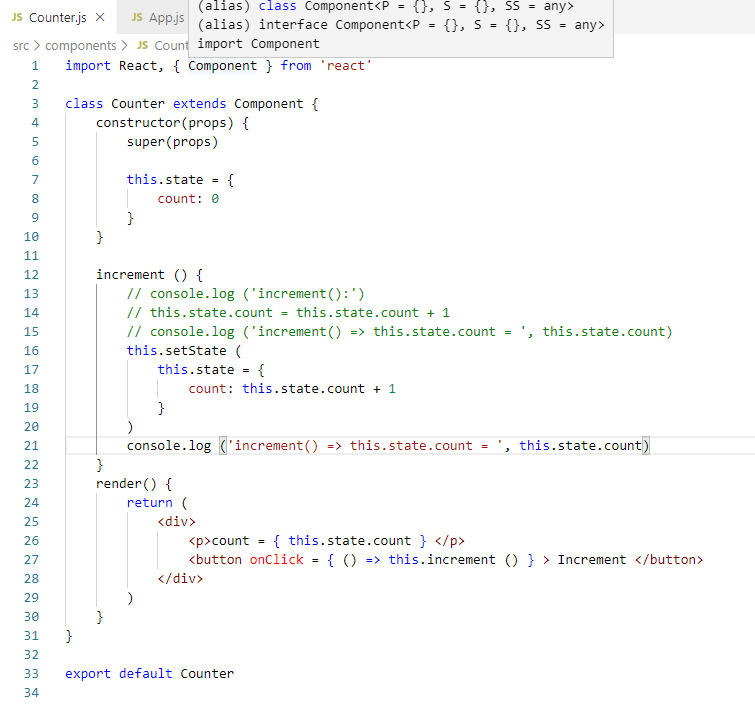 JS Counter.js ×
JS App.js
(alias) class Component<P = {}, S = {}, SS = any>
(alias) interface Component<P = {}, S = {}, SS = any>
import Component
src > components > JS Count
1 import React, { Component } from 'react'
2
3 class Counter extends Component {
4     constructor(props) {
5         super(props)
6
7         this.state = {
8             count: 0
9         }
10     }
11
12     increment () {
13         // console.log ('increment():')
14         // this.state.count = this.state.count + 1
15         // console.log ('increment() => this.state.count = ', this.state.count)
16         this.setState (
17             this.state = {
18                 count: this.state.count + 1
19             }
20         )
21         console.log ('increment() => this.state.count = ', this.state.count)
22     }
23     render() {
24         return (
25             <div>
26                 <p>count = { this.state.count } </p>
27                 <button onClick = { () => this.increment () } > Increment </button>
28             </div>
29         )
30     }
31 }
32
33 export default Counter
34